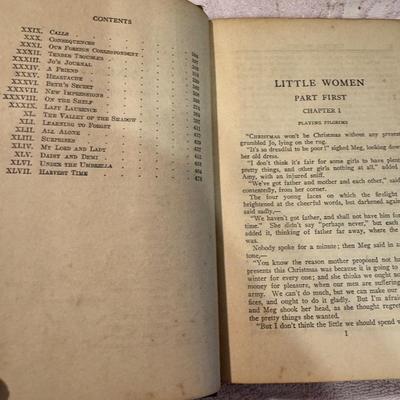 CONTENTS
XXIX. Calls
XXX. Consequences
XXXI. Our Foreign Correspondent
XXXII. Tender Troubles
XXXIII. Jo's Journal
XXXIV. A Friend
XXXV. Heartache
XXXVI. Beth's Secret
XXXVII. New Impressions
XXXVIII. On the Shelf
XXXIX. Lazy Laurence
XL. The Valley of the Shadow
XLI. Learning to Forget
XLII. All Alone
XLIII. Surprises
XLIV. My Lord and Lady
XLV. Daisy and Demi
XLVI. Under the Umbrella
XLVII. Harvest Time
LITTLE WOMEN
PART FIRST
CHAPTER I
PLAYING PILGRIMS
"Christmas won't be Christmas without any present
grumbled Jo, lying on the rug.
"It's so dreadful to be poor!" sighed Meg, looking down
her old dress.
"I don't think it's fair for some girls to have plent
pretty things, and other girls nothing at all," added
Amy, with an injured sniff.
"We've got father and mother and each other," said
contentedly, from her corner.
The four young faces on which the firelight
brightened at the cheerful words, but darkened again
said sadly,—
"We haven't got father, and shall not have him for
time." She didn't say "perhaps never," but each
added it, thinking of father far away, where the
was.
Nobody spoke for a minute; then Meg said in an
tone,—
"You know the reason mother proposed not hav
presents this Christmas was because it is going to
winter for every one; and she thinks we ought no
money for pleasure, when our men are suffering
army. We can't do much, but we can make our
fices, and ought to do it gladly. But I'm afraid
and Meg shook her head, as she thought regret
the pretty things she wanted.
"But I don't think the little we should spend w
1